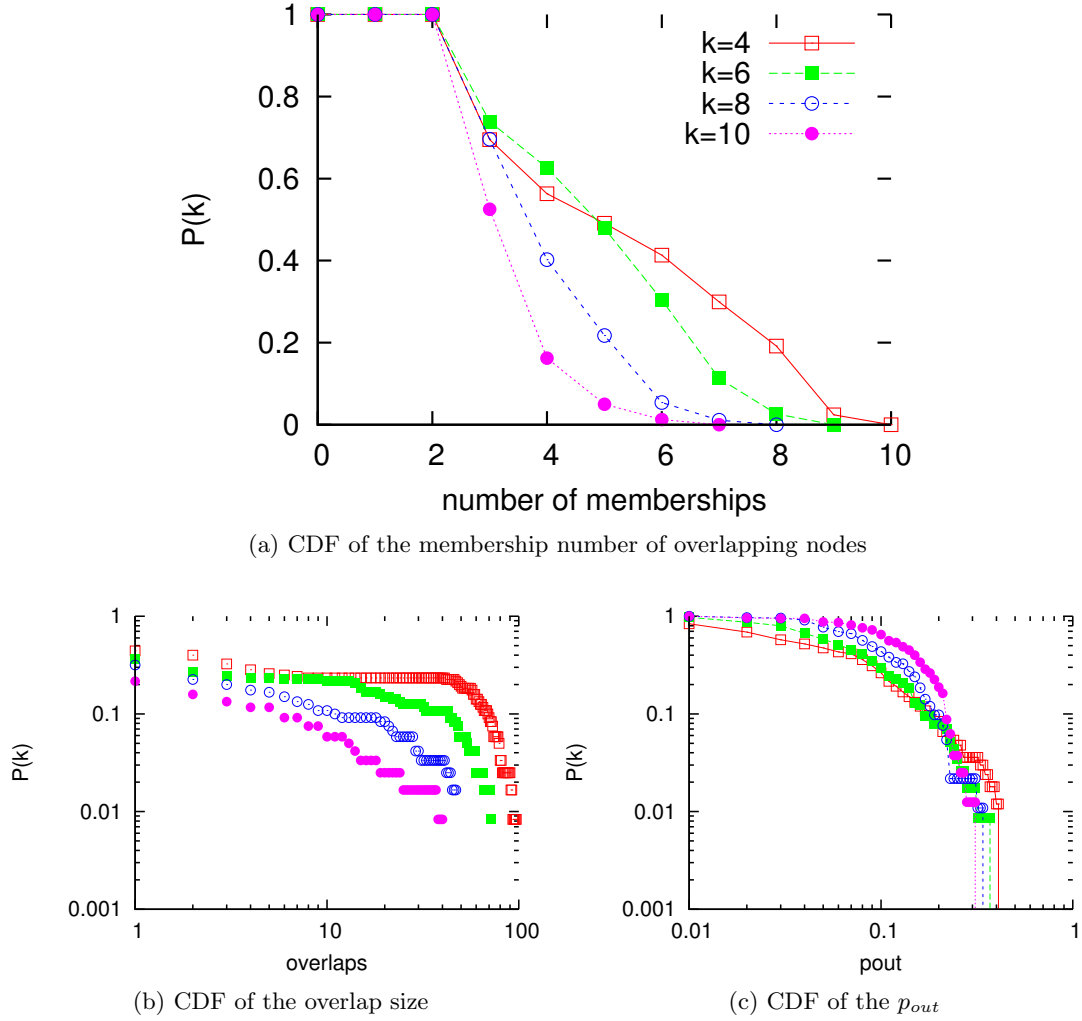 1
0.8
0.6
0.4
0.2
0
P(k)
0 2 4 6 8 10
number of memberships
k=4
k=6
k=8
k=10
(a) CDF of the membership number of overlapping nodes
1
0.1
0.01
0.001
P(k)
1 10 100
overlaps
(b) CDF of the overlap size
1
0.1
0.01
0.001
P(k)
0.01 0.1 1
pout
(c) CDF of the p_out